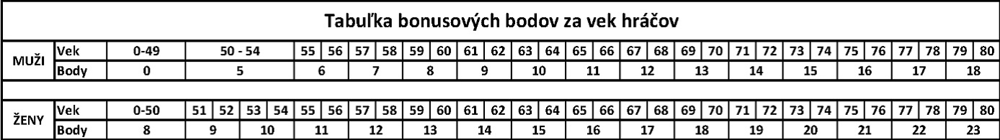 Tabuľka bonusových bodov za vek hráčov
MUŽI Vek 0-49 50 - 54 55 56 57 58 59 60 61 62 63 64 65 66 67 68 69 70 71 72 73 74 75 76 77 78 79 80
Body 0 5 6 7 8 9 10 11 12 13 14 15 16 17 18
ŽENY Vek 0-50 51 52 53 54 55 56 57 58 59 60 61 62 63 64 65 66 67 68 69 70 71 72 73 74 75 76 77 78 79 80
Body 8 9 10 11 12 13 14 15 16 17 18 19 20 21 22 23